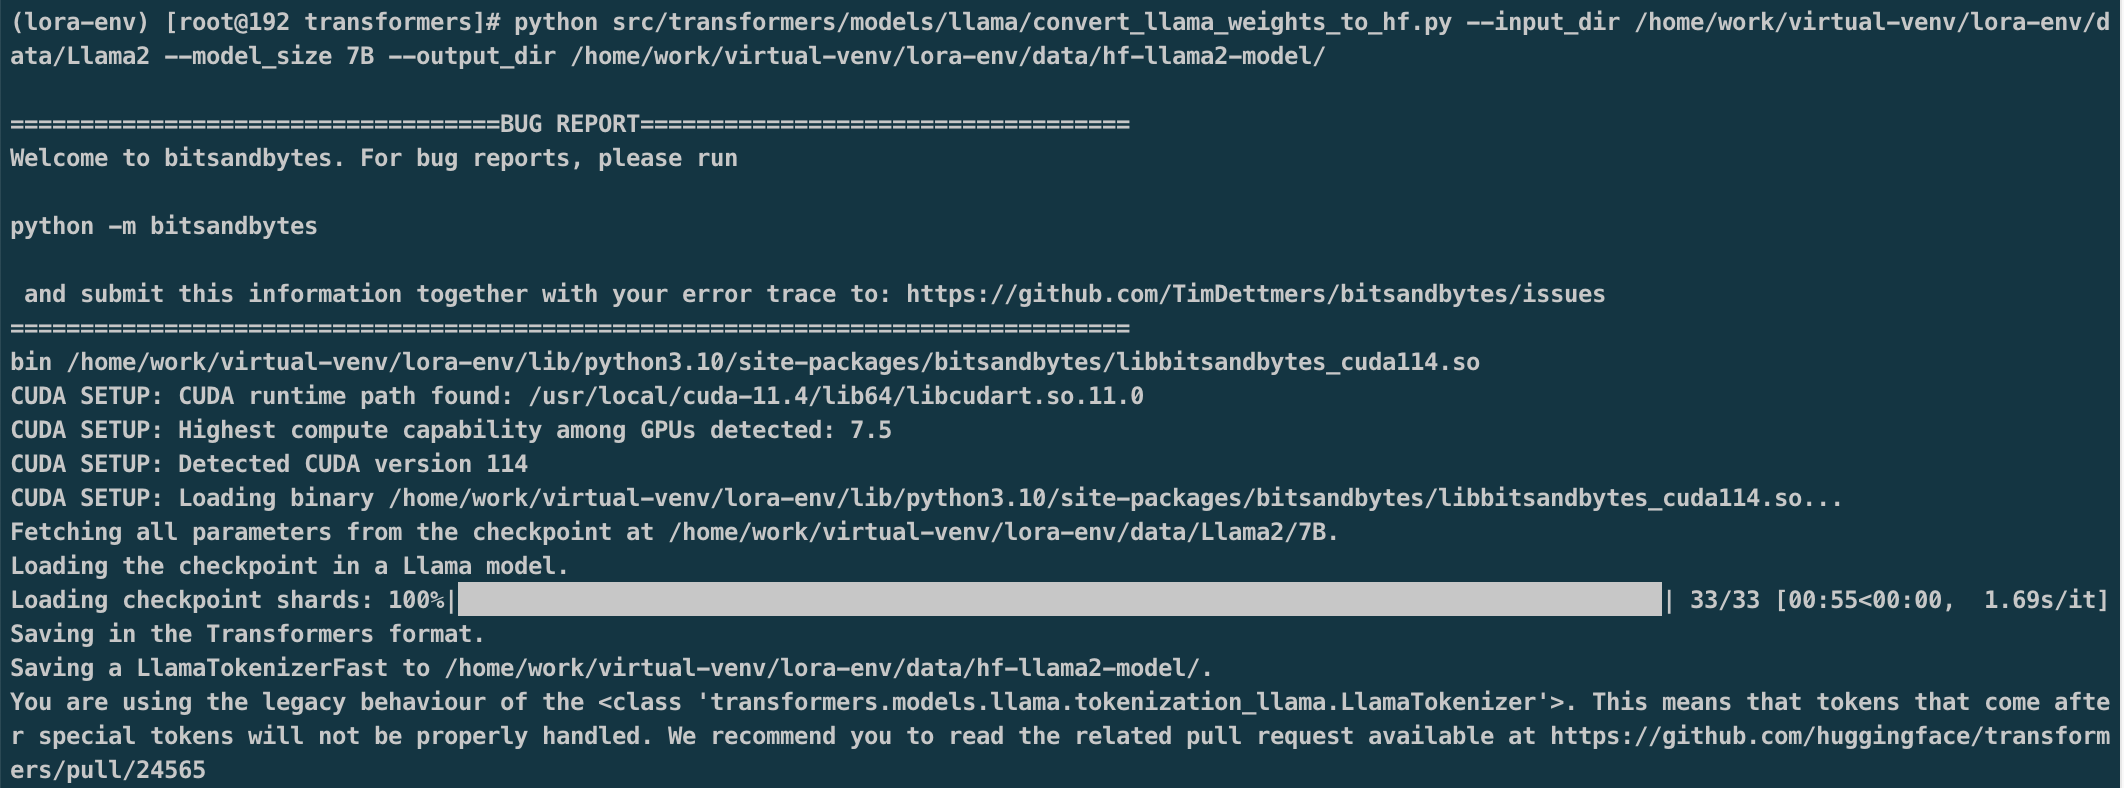 (lora-env) [root@192 transformers]# python src/transformers/models/llama/convert_llama_weights_to_hf.py --input_dir /home/work/virtual-venv/lora-env/d
ata/Llama2 --model_size 7B --output_dir /home/work/virtual-venv/lora-env/data/hf-llama2-model/
=====================================BUG REPORT===================================
Welcome to bitsandbytes. For bug reports, please run
python -m bitsandbytes
and submit this information together with your error trace to: https://github.com/TimDettmers/bitsandbytes/issues
================================================================================
bin /home/work/virtual-venv/lora-env/lib/python3.10/site-packages/bitsandbytes/libbitsandbytes_cuda114.so
CUDA SETUP: CUDA runtime path found: /usr/local/cuda-11.4/lib64/libcudart.so.11.0
CUDA SETUP: Highest compute capability among GPUs detected: 7.5
CUDA SETUP: Detected CUDA version 114
CUDA SETUP: Loading binary /home/work/virtual-venv/lora-env/lib/python3.10/site-packages/bitsandbytes/libbitsandbytes_cuda114.so...
Fetching all parameters from the checkpoint at /home/work/virtual-venv/lora-env/data/Llama2/7B.
Loading the checkpoint in a Llama model.
Loading checkpoint shards: 100%|| 33/33 [00:55<00:00,  1.69s/it]
Saving in the Transformers format.
Saving a LlamaTokenizerFast to /home/work/virtual-venv/lora-env/data/hf-llama2-model/.
You are using the legacy behaviour of the <class 'transformers.models.llama.tokenization_llama.LlamaTokenizer'>. This means that tokens that come afte
r special tokens will not be properly handled. We recommend you to read the related pull request available at https://github.com/huggingface/transform
ers/pull/24565